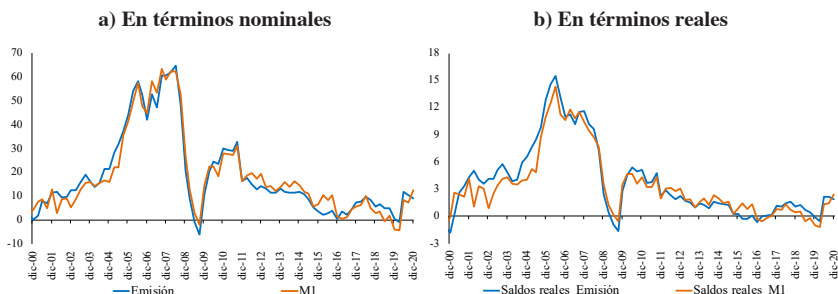 a) En términos nominales
70
60
50
40
30
20
10
0
-10
dic-00
dic-01
dic-02
dic-03
dic-04
dic-05
dic-06
dic-07
dic-08
dic-09
dic-10
dic-11
dic-12
dic-13
dic-14
dic-15
dic-16
dic-17
dic-18
dic-19
dic-20
Emisión
M1
b) En términos reales
18
15
12
9
6
3
0
-3
dic-00
dic-01
dic-02
dic-03
dic-04
dic-05
dic-06
dic-07
dic-08
dic-09
dic-10
dic-11
dic-12
dic-13
dic-14
dic-15
dic-16
dic-17
dic-18
dic-19
dic-20
Saldos reales_Emisión
Saldos reales_M1